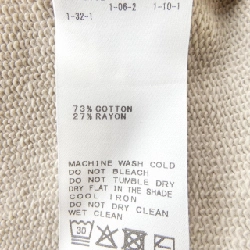 1-06-2 1-10-1
1-32-1
73% COTTON
27% RAYON
MACHINE WASH COLD
DO NOT BLEACH
DO NOT TUMBLE DRY
DRY FLAT IN THE SHADE
COOL IRON
DO NOT DRY CLEAN
WET CLEAN
30